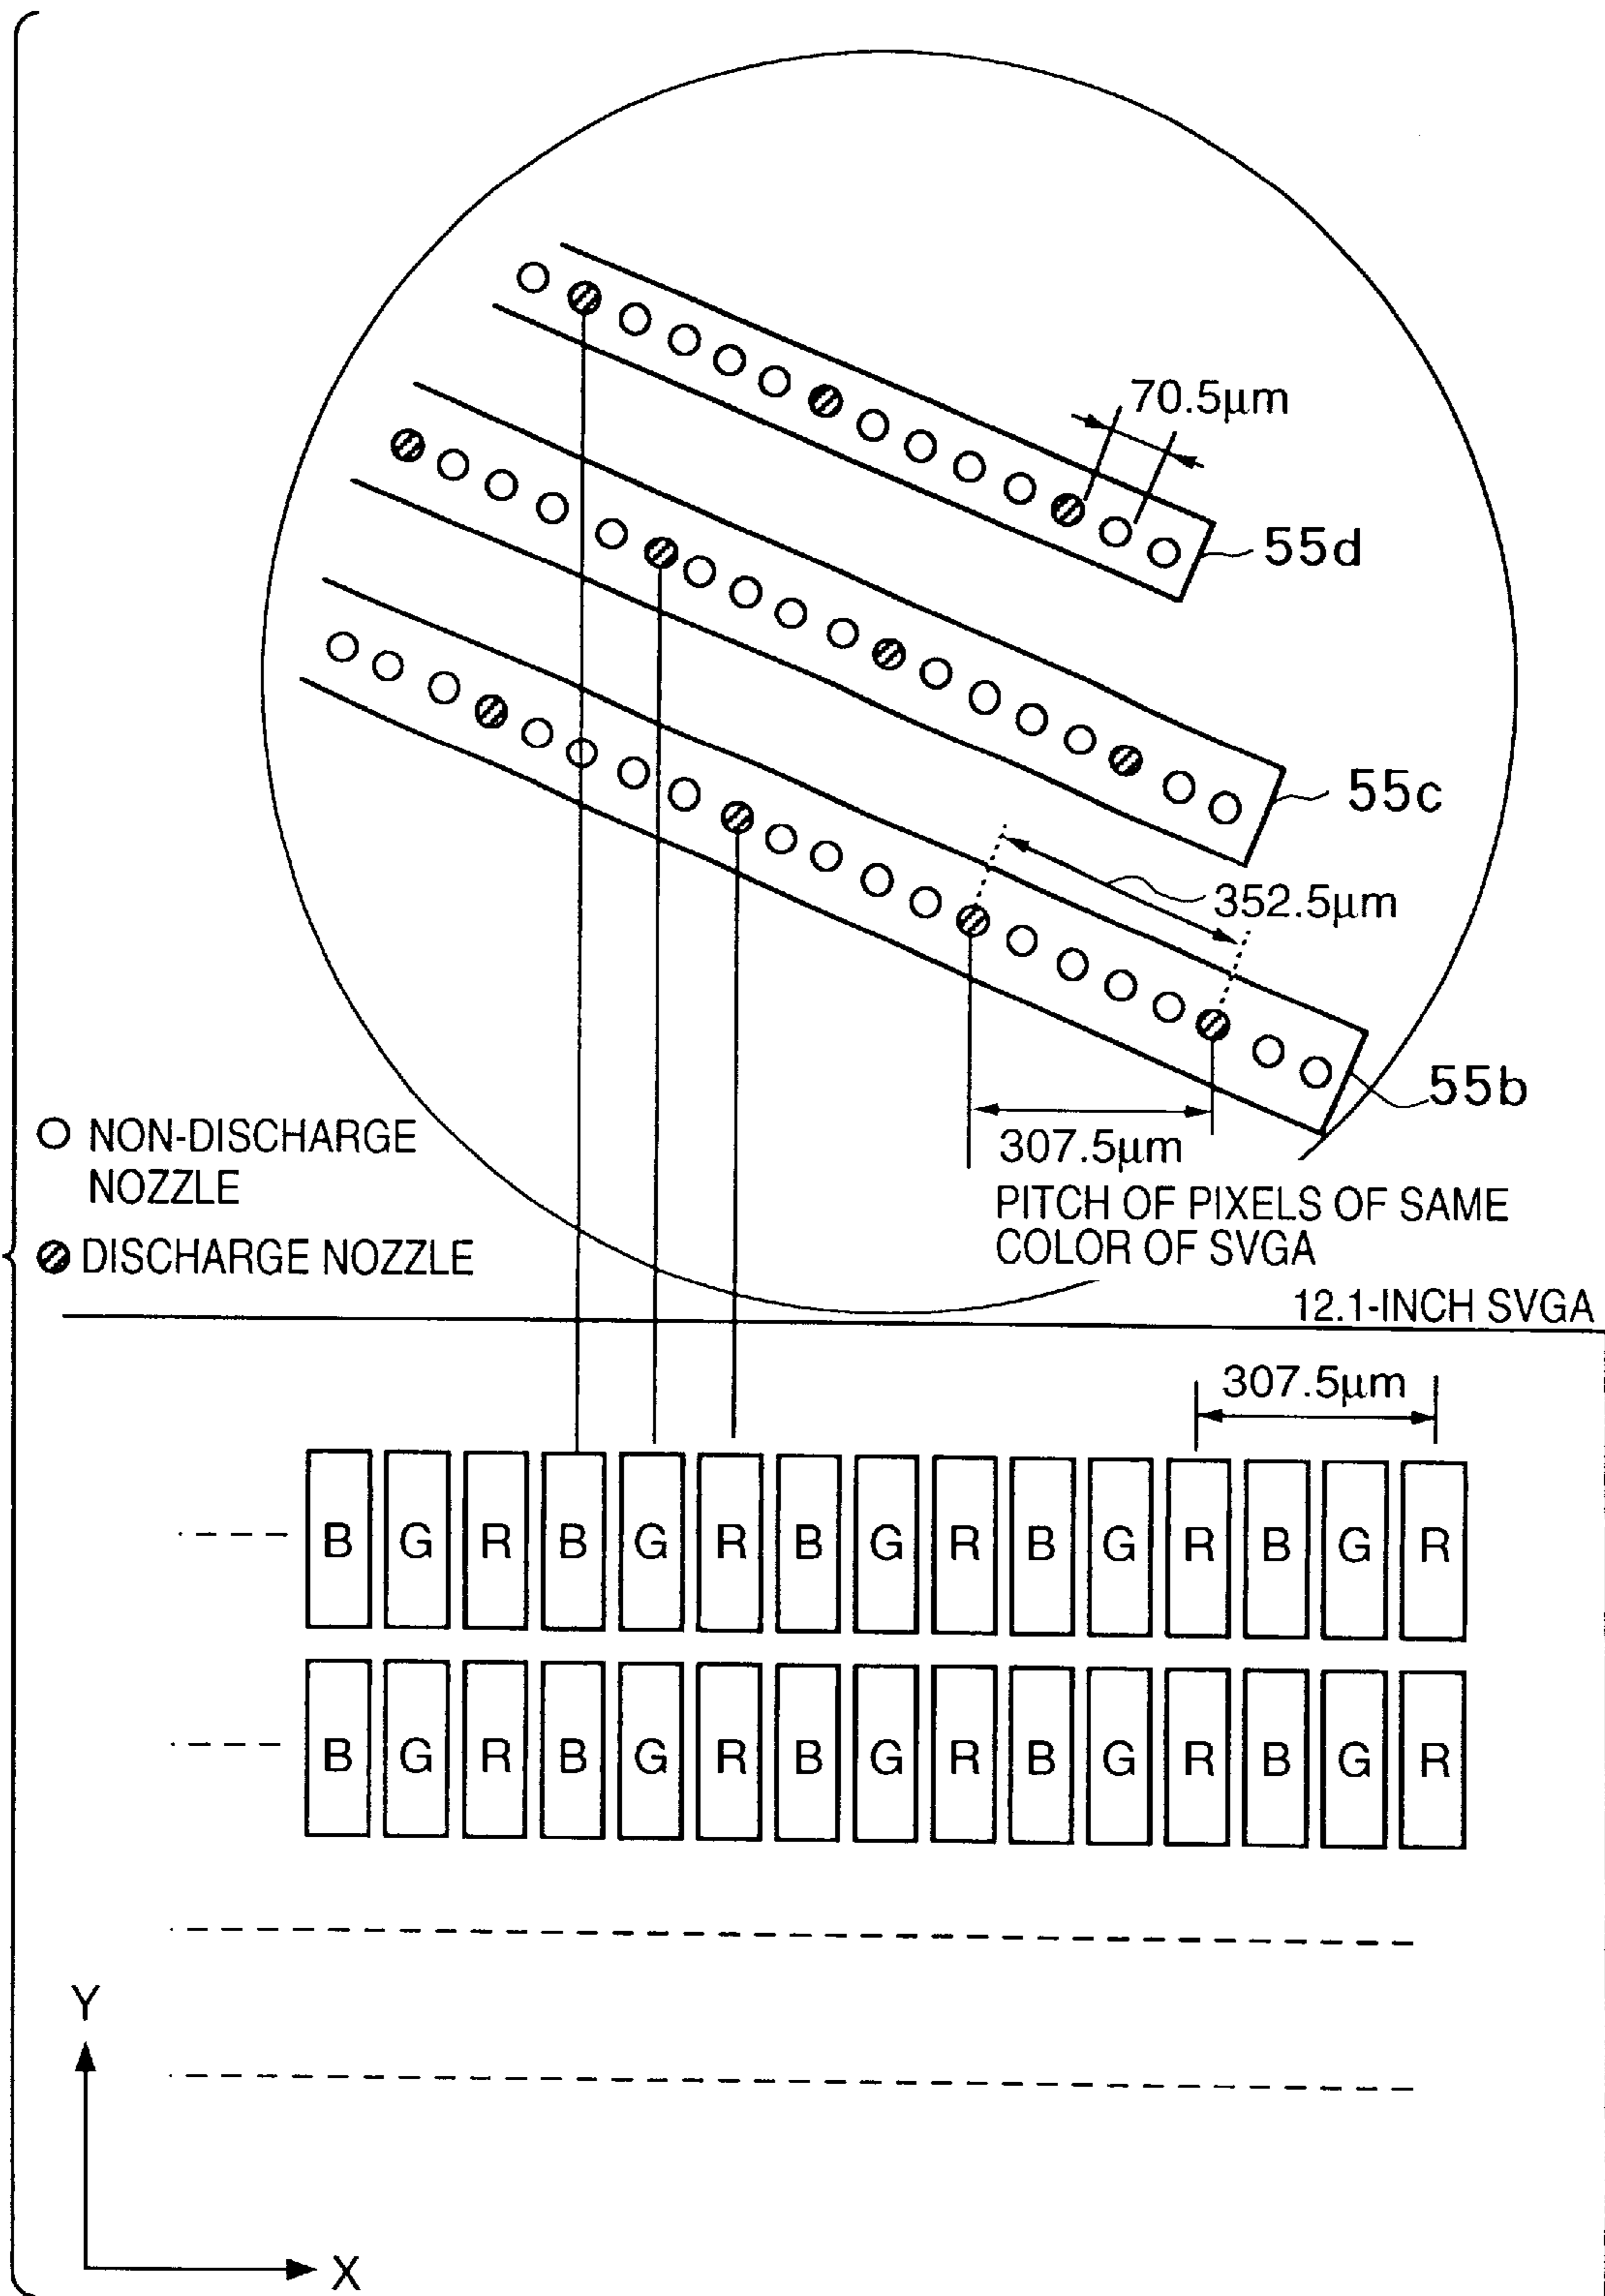 70.5μm
55d
55c
352.5μm
55b
307.5μm
PITCH OF PIXELS OF SAME
COLOR OF SVGA
NON-DISCHARGE
NOZZLE
DISCHARGE NOZZLE
12.1-INCH SVGA
307.5μm
B G R B G R B G R B G R B G R
B G R B G R B G R B G R B G R
Y
X